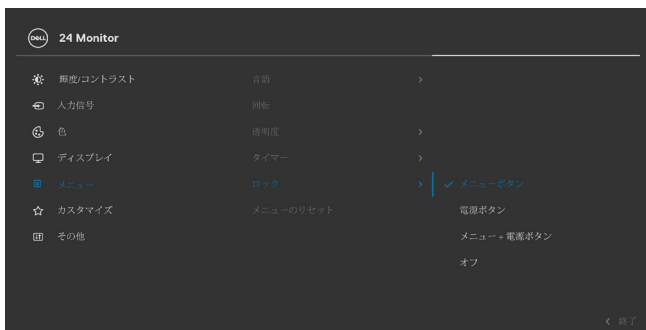 DELL 24 Monitor
輝度/コントラスト 言語
入力信号 回転
色 透明度
ディスプレイ タイマー
メニュー ロック メニューボタン
カスタマイズ メニューのリセット 電源ボタン
その他 メニュー + 電源ボタン
オフ
終了